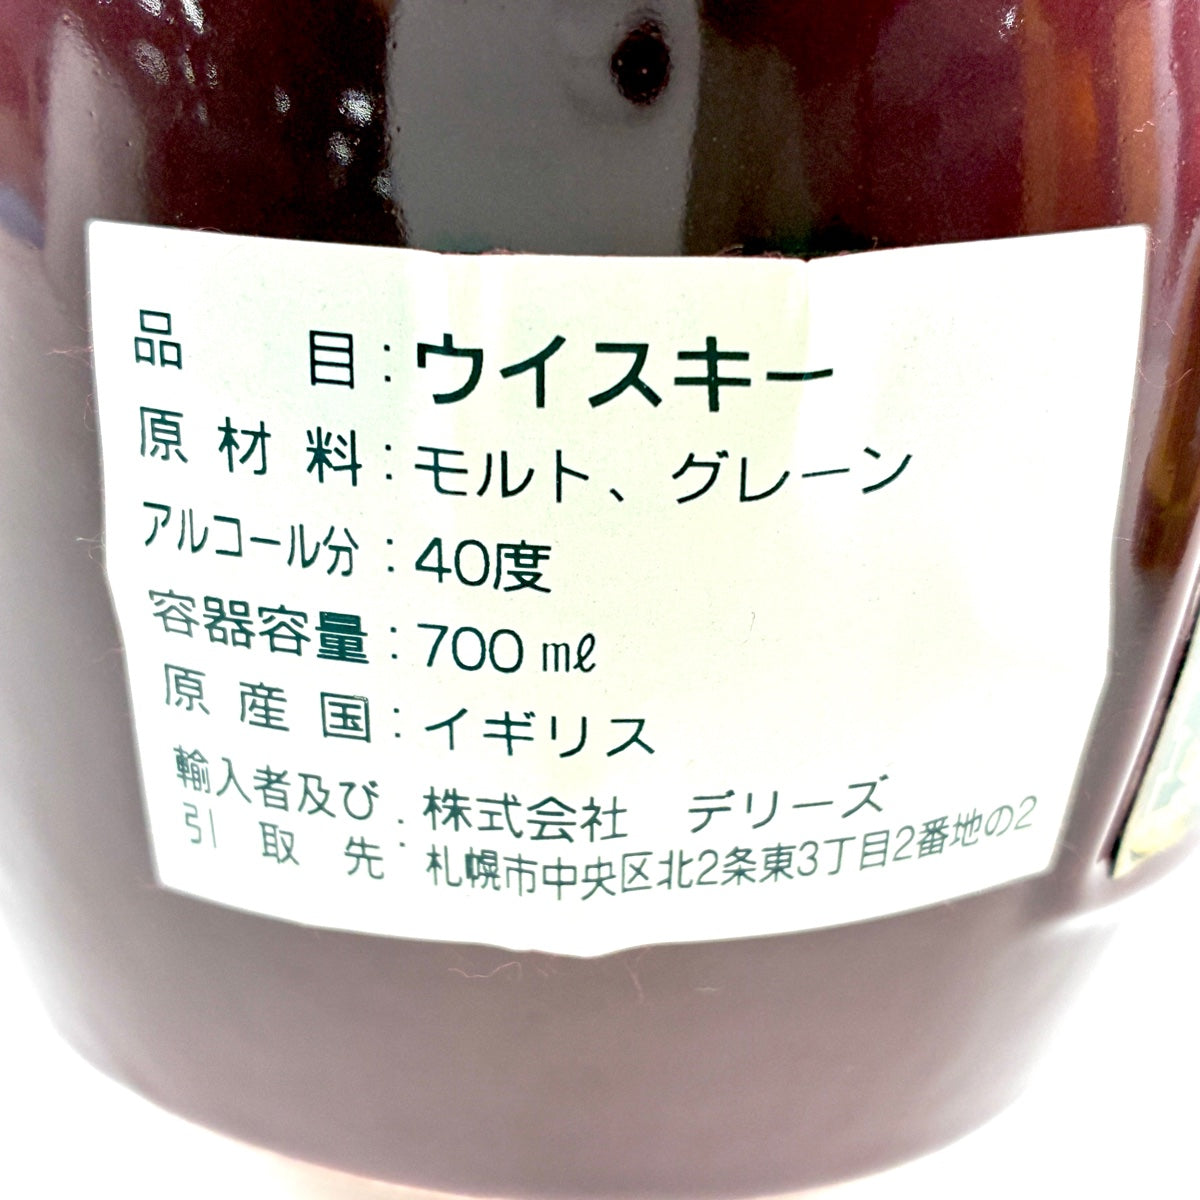 品目：ウイスキー
原材料：モルト、グレーン
アルコール分：40度
容器容量：700㎖
原産国：イギリス
輸入者及び引取先：株式会社 デリーズ
札幌市中央区北2条東3丁目2番地の2